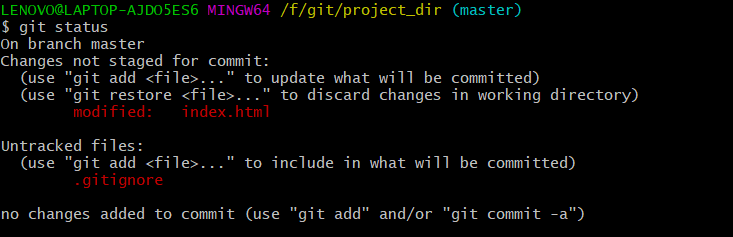 LENOVO@LAPTOP-AJDO5ES6 MINGW64 /f/git/project_dir (master)
$ git status
On branch master
Changes not staged for commit:
  (use "git add <file>..." to update what will be committed)
  (use "git restore <file>..." to discard changes in working directory)
        modified:   index.html

Untracked files:
  (use "git add <file>..." to include in what will be committed)
        .gitignore

no changes added to commit (use "git add" and/or "git commit -a")